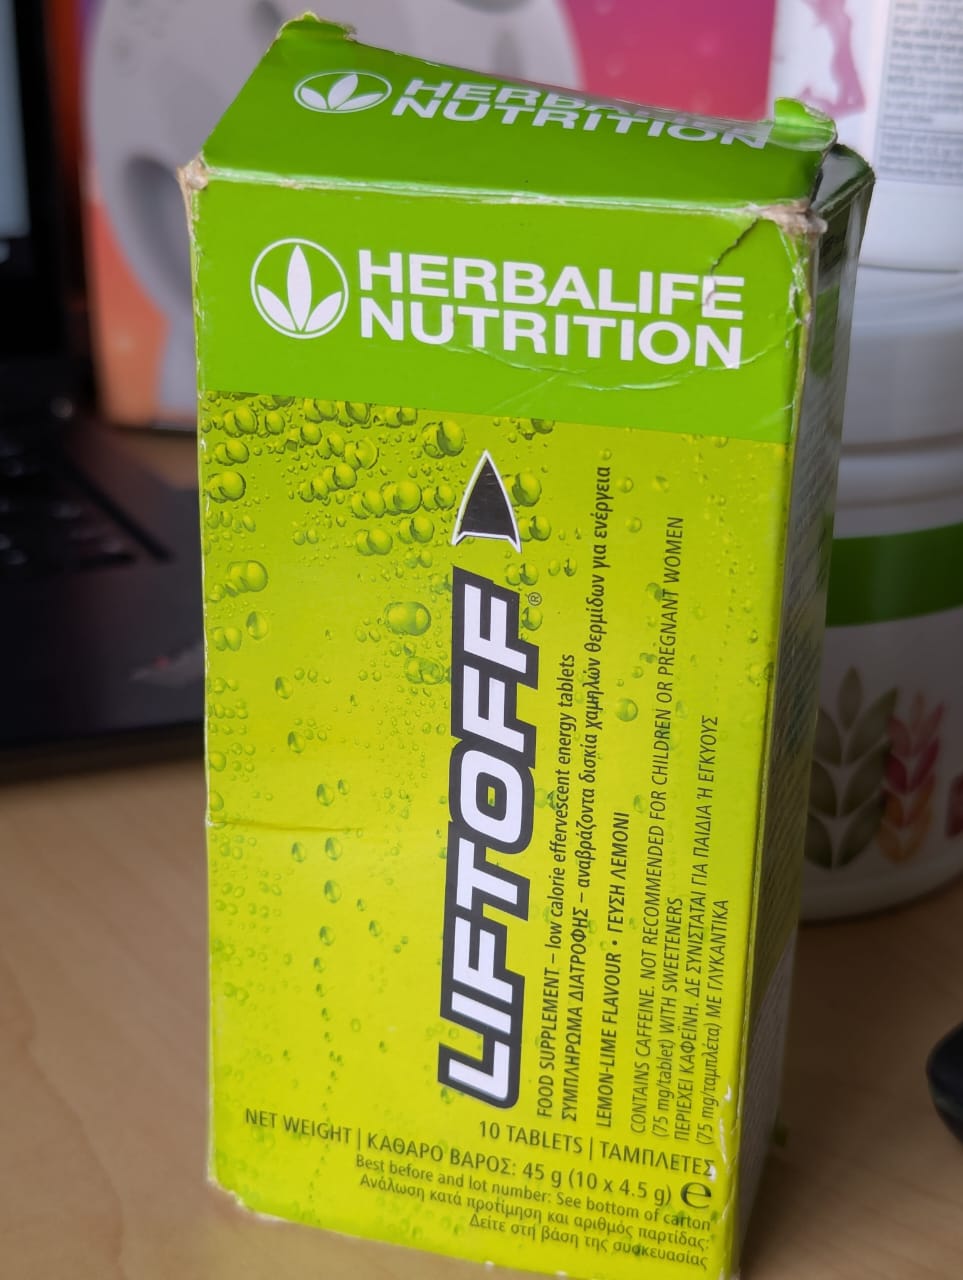 HERBALIFE
NUTRITION
HERBALIFE
NUTRITION
LIFTOFF®
FOOD SUPPLEMENT – low calorie effervescent energy tablets
ΣΥΜΠΛΗΡΩΜΑ ΔΙΑΤΡΟΦΗΣ – αναβράζοντα δισκία χαμηλών θερμίδων για ενέργεια
LEMON-LIME FLAVOUR • ΓΕΥΣΗ ΛΕΜΟΝΙ
CONTAINS CAFFEINE. NOT RECOMMENDED FOR CHILDREN OR PREGNANT WOMEN
(75 mg/tablet) WITH SWEETENERS
ΠΕΡΙΕΧΕΙ ΚΑΦΕΪΝΗ. ΔΕ ΣΥΝΙΣΤΑΤΑΙ ΓΙΑ ΠΑΙΔΙΑ Ή ΕΓΚΥΟΥΣ
(75 mg/ταμπλέτα) ΜΕ ΓΛΥΚΑΝΤΙΚΑ
10 TABLETS | ΤΑΜΠΛΕΤΕΣ
NET WEIGHT | ΚΑΘΑΡΟ ΒΑΡΟΣ: 45 g (10 x 4.5 g) ℮
Best before and lot number: See bottom of carton
Ανάλωση κατά προτίμηση και αριθμός παρτίδας:
Δείτε στη βάση της συσκευασίας